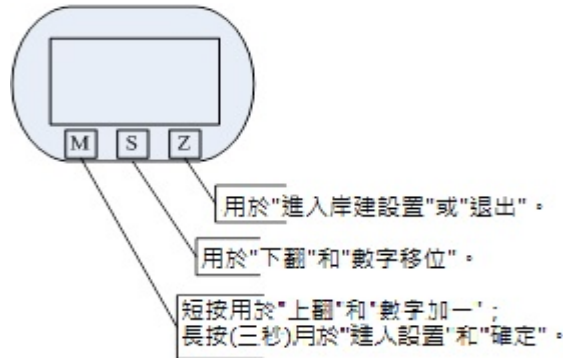 M S Z
用於"進入岸建設置"或"退出"。
用於"下翻"和"數字移位"。
短按用於"上翻"和"數字加一"；
長按(三秒)用於"進入設置"和"確定"。